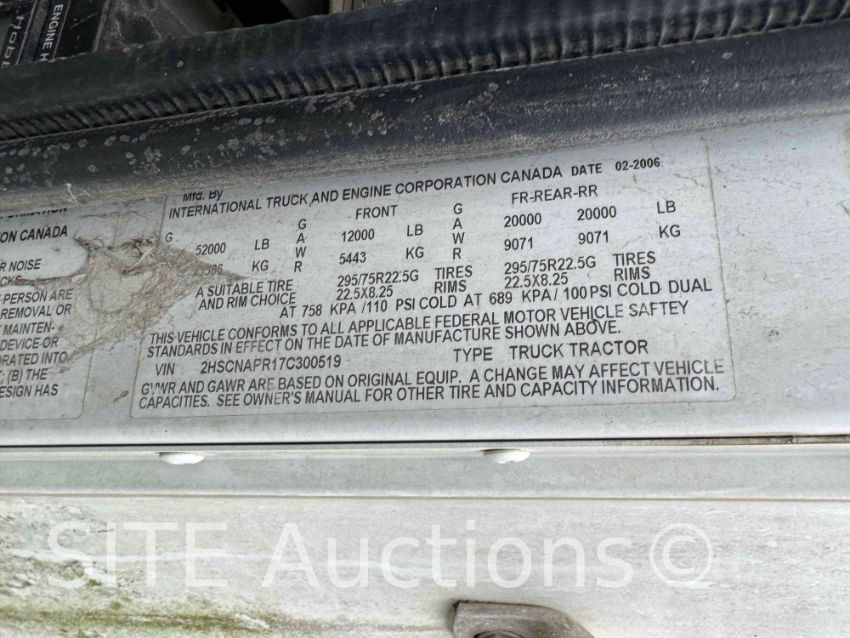 ENGINE H
Mfd. By
INTERNATIONAL TRUCK AND ENGINE CORPORATION CANADA DATE 02-2006
G FRONT G FR-REAR-RR
G 52000 LB A 12000 LB A 20000 20000 LB
KG W 5443 KG W 9071 9071 KG
R R
A SUITABLE TIRE 295/75R22.5G TIRES 295/75R22.5G TIRES
AND RIM CHOICE 22.5X8.25 RIMS 22.5X8.25 RIMS
AT 758 KPA /110 PSI COLD AT 689 KPA/ 100 PSI COLD DUAL
THIS VEHICLE CONFORMS TO ALL APPLICABLE FEDERAL MOTOR VEHICLE SAFTEY
STANDARDS IN EFFECT ON THE DATE OF MANUFACTURE SHOWN ABOVE.
VIN 2HSCNAPR17C300519 TYPE TRUCK TRACTOR
GVWR AND GAWR ARE BASED ON ORIGINAL EQUIP. A CHANGE MAY AFFECT VEHICLE
CAPACITIES. SEE OWNER'S MANUAL FOR OTHER TIRE AND CAPACITY INFORMATION.
ON CANADA
R NOISE
PERSON ARE
REMOVAL OR
MAINTEN-
DEVICE OR
RATED INTO
; (B) THE
ESIGN HAS
SITE Auctions©